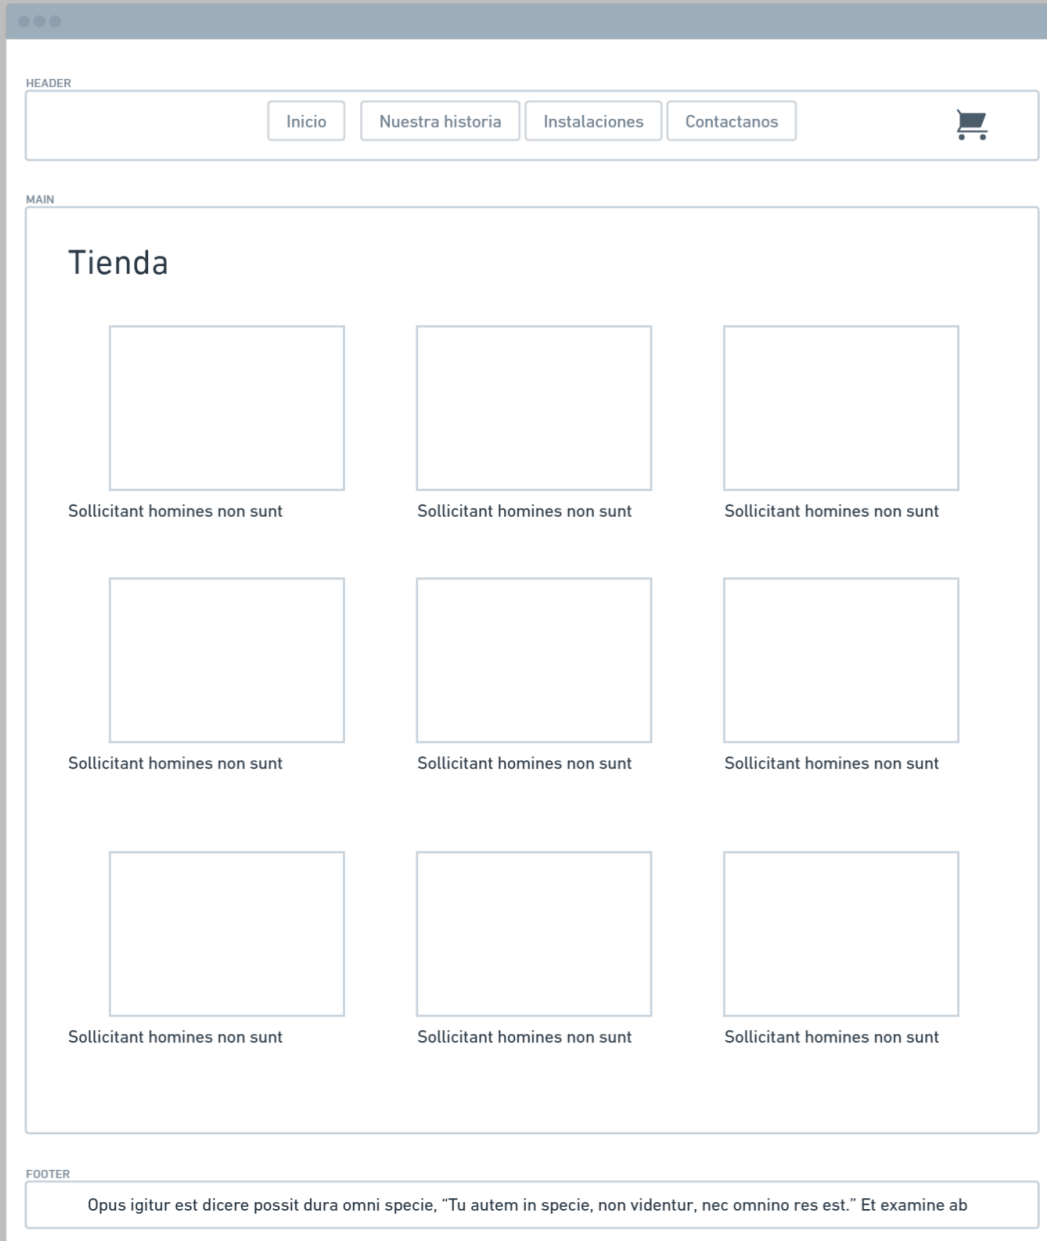 HEADER
Inicio Nuestra historia Instalaciones Contactanos
MAIN
Tienda
Sollicitant homines non sunt Sollicitant homines non sunt Sollicitant homines non sunt
Sollicitant homines non sunt Sollicitant homines non sunt Sollicitant homines non sunt
Sollicitant homines non sunt Sollicitant homines non sunt Sollicitant homines non sunt
FOOTER
Opus igitur est dicere possit dura omni specie, “Tu autem in specie, non videntur, nec omnino res est.” Et examine ab